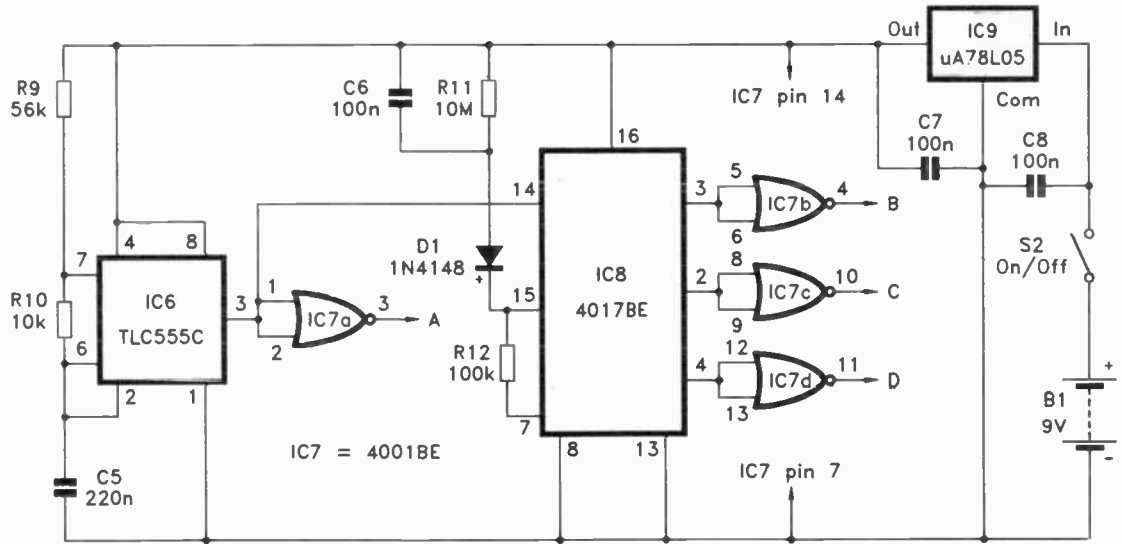 R9
56k
7
R10
10k
6
C5
220n
4
8
IC6
TLC555C
3
2
1
1
2
IC7a
3
A
IC7 = 4001BE
C6
100n
R11
10M
D1
1N4148
+
R12
100k
14
15
7
16
IC8
4017BE
8
13
3
2
4
5
6
IC7b
4
B
8
9
IC7c
10
C
12
13
IC7d
11
D
IC7 pin 14
IC7 pin 7
Out
IC9
uA78L05
In
Com
C7
100n
C8
100n
S2
On/Off
B1
9V
+
-